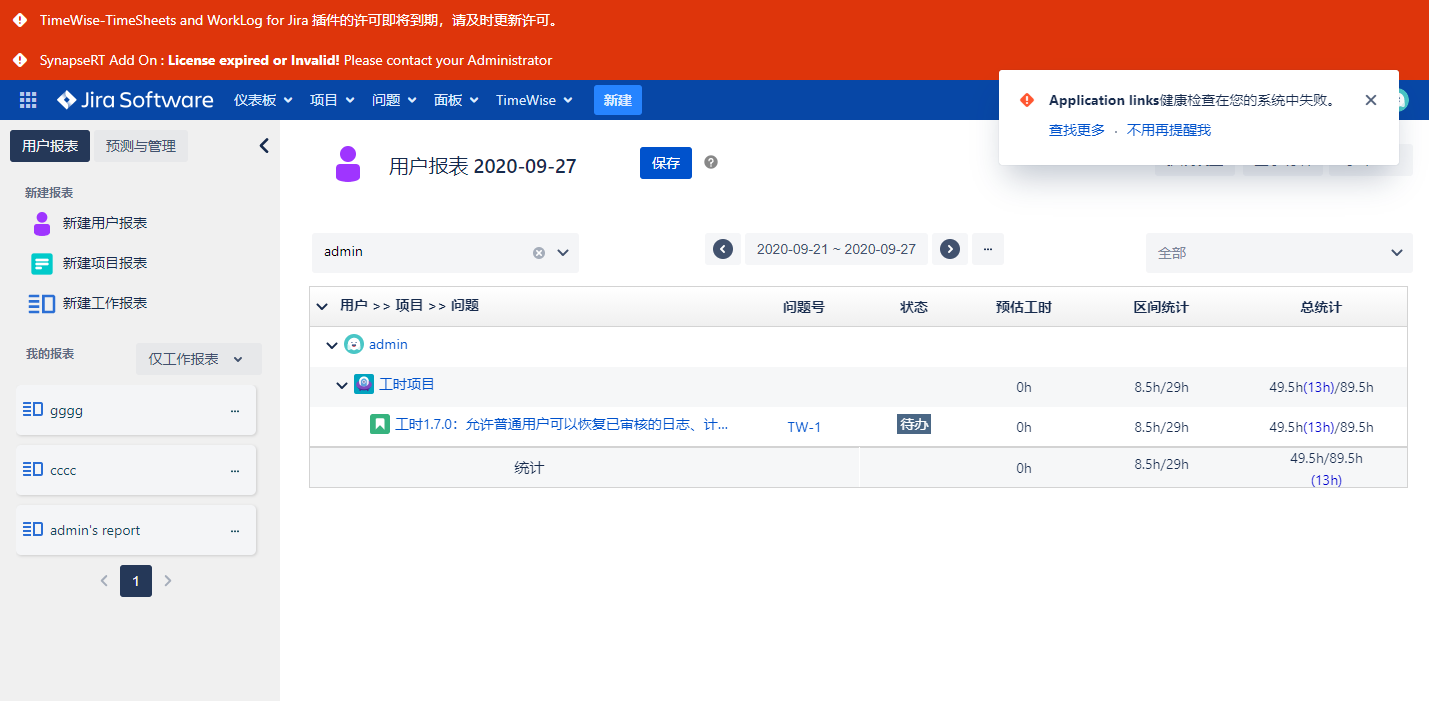 TimeWise-TimeSheets and WorkLog for Jira 插件的许可即将到期，请及时更新许可。
SynapseRT Add On : License expired or Invalid! Please contact your Administrator
Jira Software 仪表板 项目 问题 面板 TimeWise 新建
Application links健康检查在您的系统中失败。
查找更多 · 不用再提醒我
用户报表 预测与管理
新建报表
新建用户报表
新建项目报表
新建工作报表
我的报表 仅工作报表
gggg ...
cccc ...
admin's report ...
1
用户报表 2020-09-27 保存
admin 2020-09-21 ~ 2020-09-27 ... 全部
用户 >> 项目 >> 问题 问题号 状态 预估工时 区间统计 总统计
admin
工时项目 0h 8.5h/29h 49.5h(13h)/89.5h
工时1.7.0：允许普通用户可以恢复已审核的日志、计... TW-1 待办 0h 8.5h/29h 49.5h(13h)/89.5h
统计 0h 8.5h/29h 49.5h/89.5h
(13h)